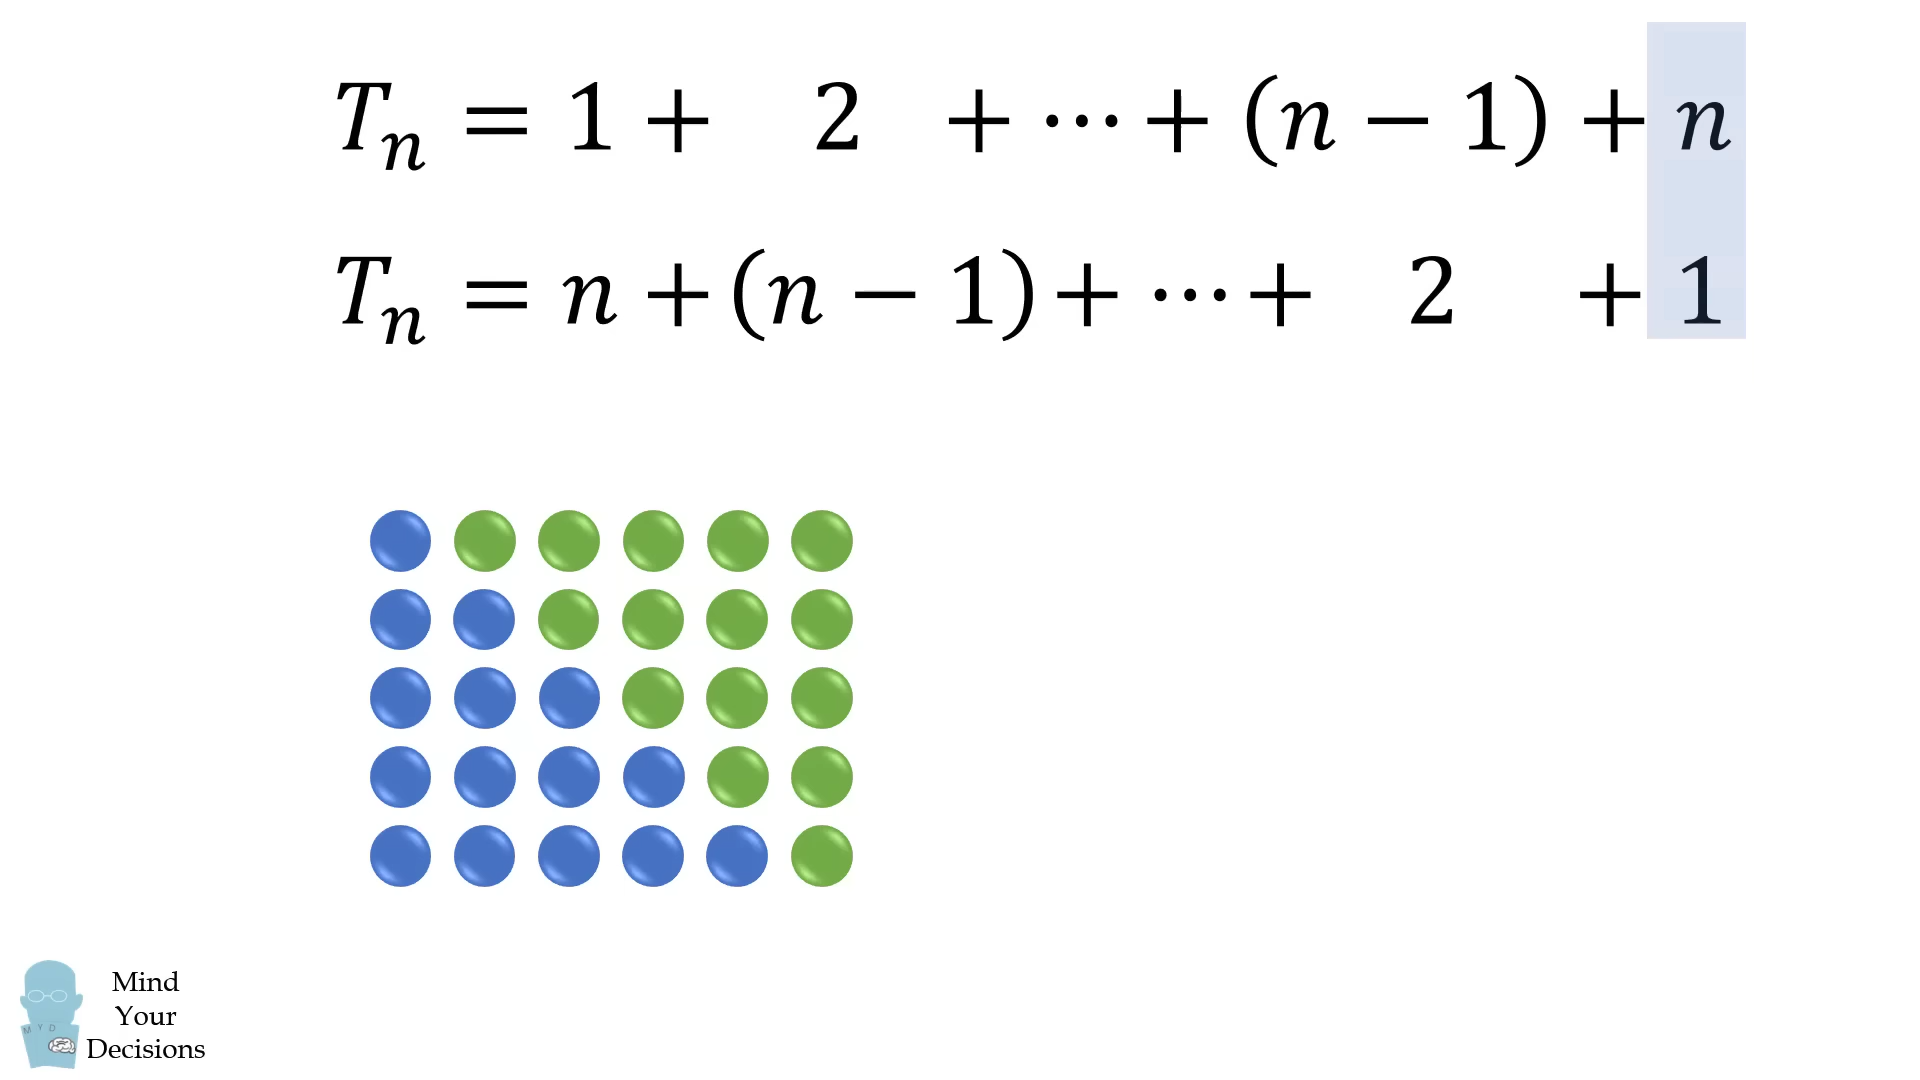 Tₙ = 1 + 2 + ⋯ + (n − 1) + n
Tₙ = n + (n − 1) + ⋯ + 2 + 1
M Y D
Mind
Your
Decisions